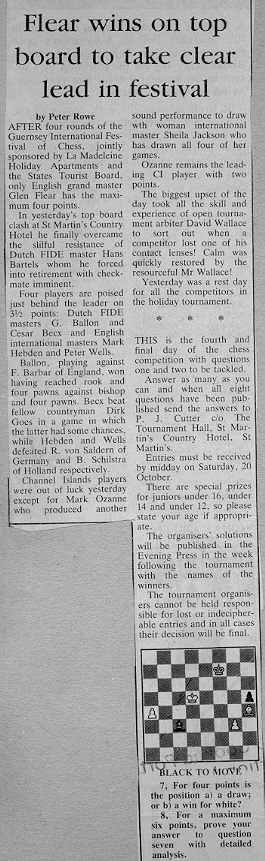 Flear wins on top
board to take clear
lead in festival
by Peter Rowe
AFTER four rounds of the
Guernsey International Fes-
tival of Chess, jointly
sponsored by La Madeleine
Holiday Apartments and
the States Tourist Board,
only English grand master
Glen Flear has the maxi-
mum four points.
In yesterday's top board
clash at St Martin's Country
Hotel he finally overcame
the slilful resistance of
Dutch FIDE master Hans
Bartels whom he forced
into retirement with check-
mate imminent.
Four players are poised
just behind the leader on
3½ points: Dutch FIDE
masters G. Ballon and
Cesar Becx and English
international masters Mark
Hebden and Peter Wells.
Ballon, playing against
F. Barbar of England, won
having reached rook and
four pawns against bishop
and four pawns. Becx beat
fellow countryman Dirk
Goes in a game in which
the latter had some chances,
while Hebden and Wells
defeated R. von Saldern of
Germany and B. Schilstra
of Holland respectively.
Channel Islands players
were out of luck yesterday
except for Mark Ozanne
who produced another
sound performance to draw
wth woman international
master Sheila Jackson who
has drawn all four of her
games.
Ozanne remains the lead-
ing CI player with two
points.
The biggest upset of the
day took all the skill and
experience of open tourna-
ment arbiter David Wallace
to sort out when a
competitor lost one of his
contact lenses! Calm was
quickly restored by the
resourceful Mr Wallace!
Yesterday was a rest day
for all the competitors in
the holiday tournament.
* * *
THIS is the fourth and
final day of the chess
competition with questions
one and two to be tackled.
Answer as many as you
can and when all eight
questions have been pub-
lished send the answers to
P. J. Cutter c/o The
Tournament Hall, St Mar-
tin's Country Hotel, St
Martin's.
Entries must be received
by midday on Saturday, 20
October.
There are special prizes
for juniors under 16, under
14 and under 12, so please
state your age if appropri-
ate.
The organisers' solutions
will be published in the
Evening Press in the week
following the tournament
with the names of the
winners.
The tournament organis-
ers cannot be held respon-
sible for lost or indecipher-
able entries and in all cases
their decision will be final.
BLACK TO MOVE
7, For four points is
the position a) a draw;
or b) a win for white?
8, For a maximum
six points, prove your
answer to question
seven with detailed
analysis.